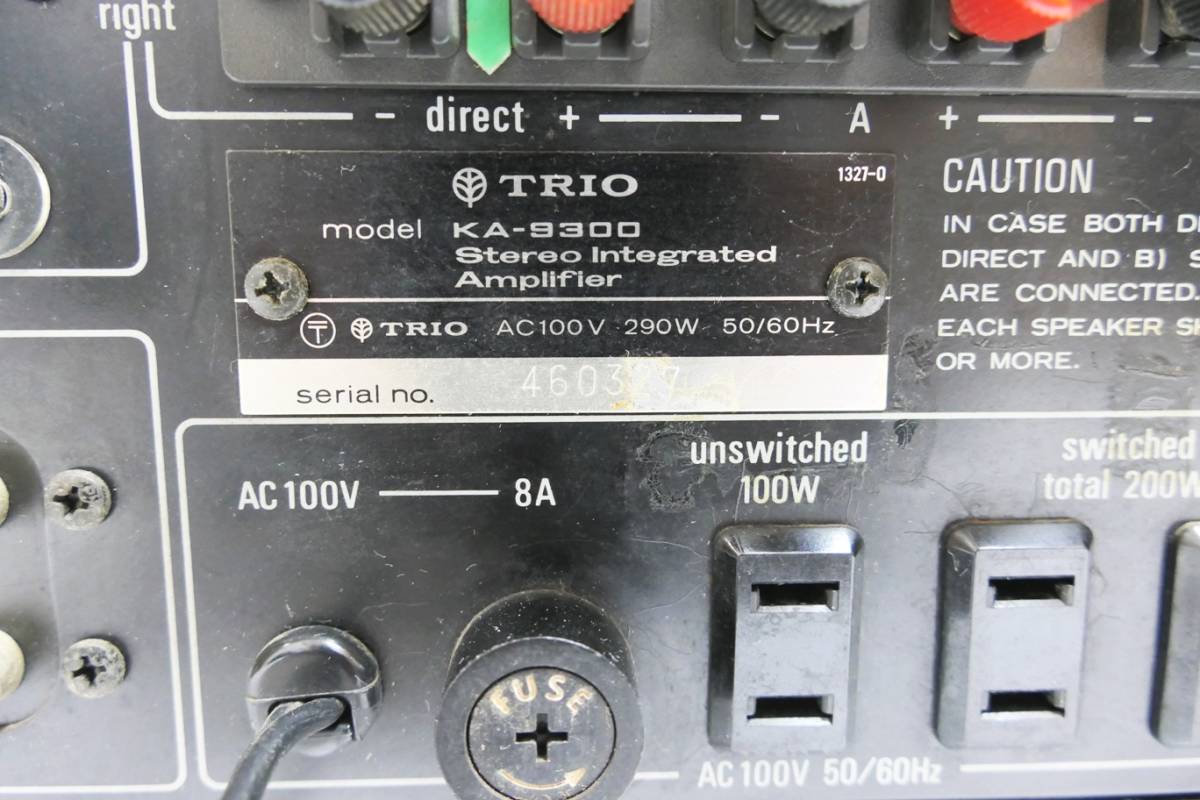 right
- direct + - A + -
TRIO
1327-0
model KA-9300
Stereo Integrated
Amplifier
〒 TRIO AC100V 290W 50/60Hz
serial no.
CAUTION
IN CASE BOTH
DIRECT AND B)
ARE CONNECTED.
EACH SPEAKER
OR MORE.
AC100V 8A
unswitched
100W
switched
total 200W
FUSE
AC100V 50/60Hz